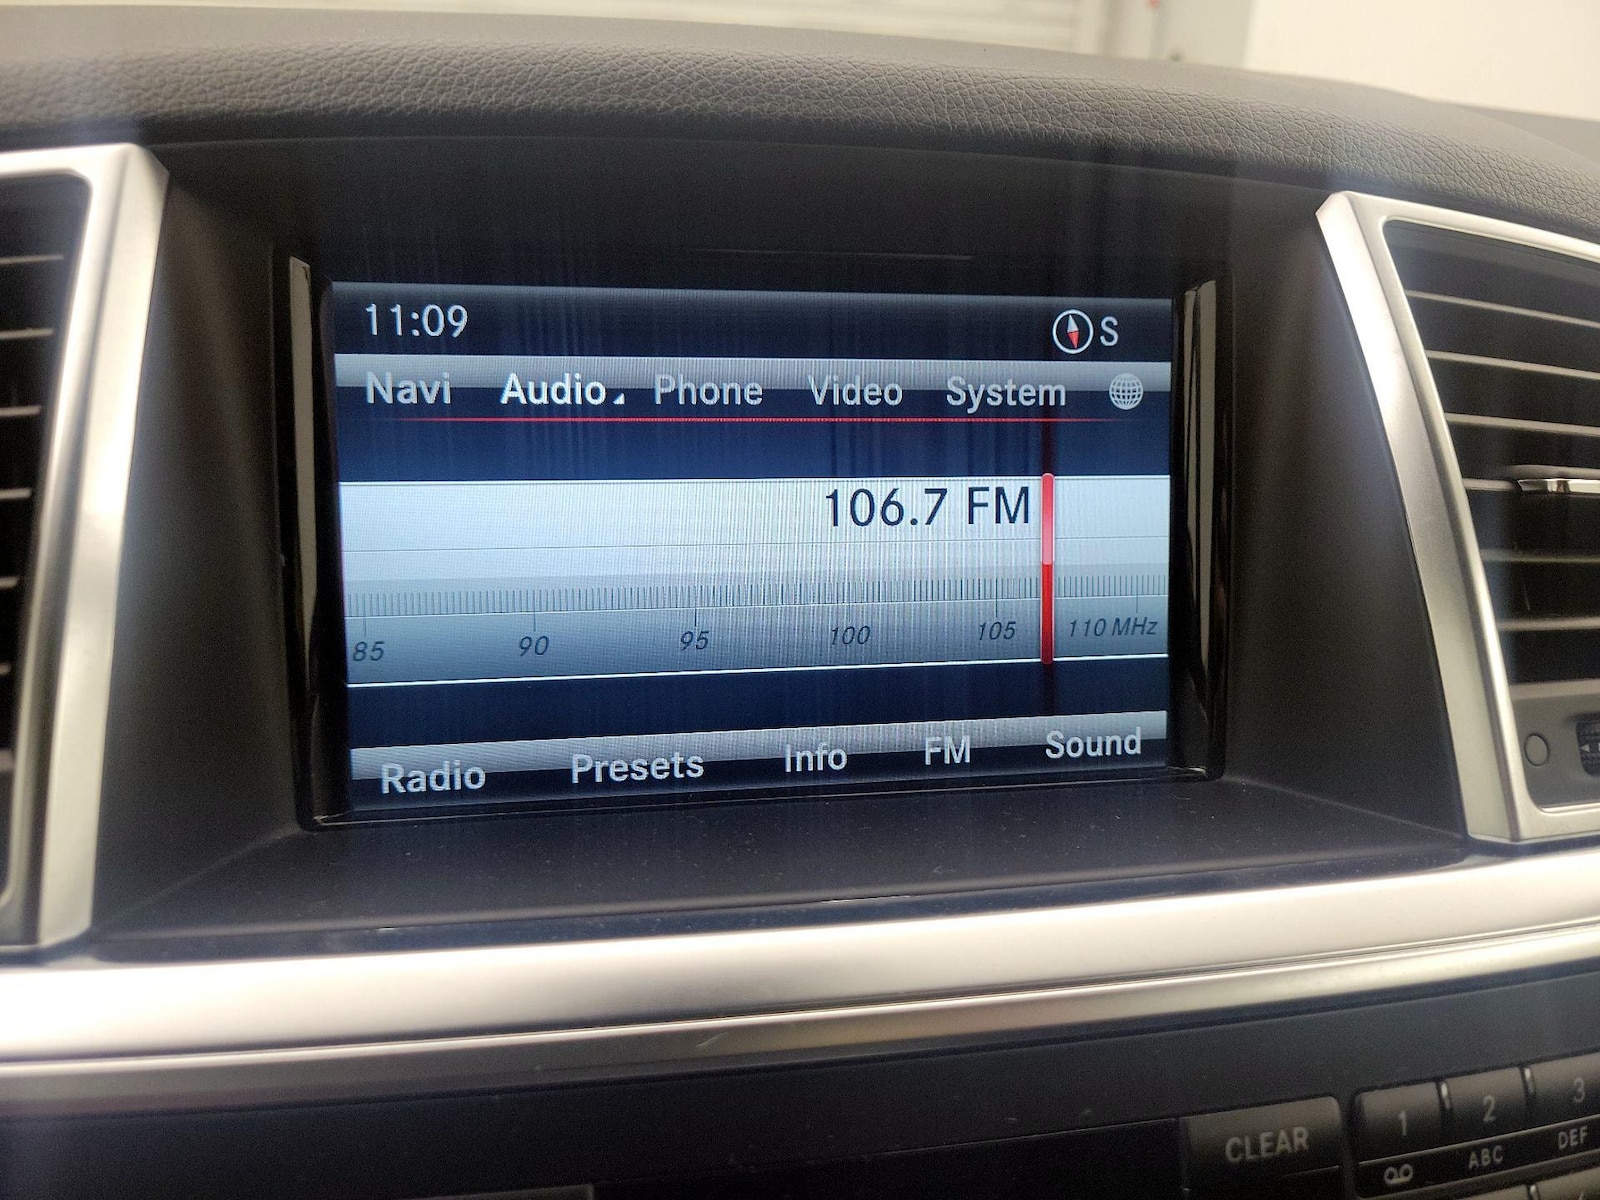 11:09 S
Navi Audio Phone Video System
106.7 FM
85 90 95 100 105 110 MHz
Radio Presets Info FM Sound
CLEAR 1 2 3
ABC DEF